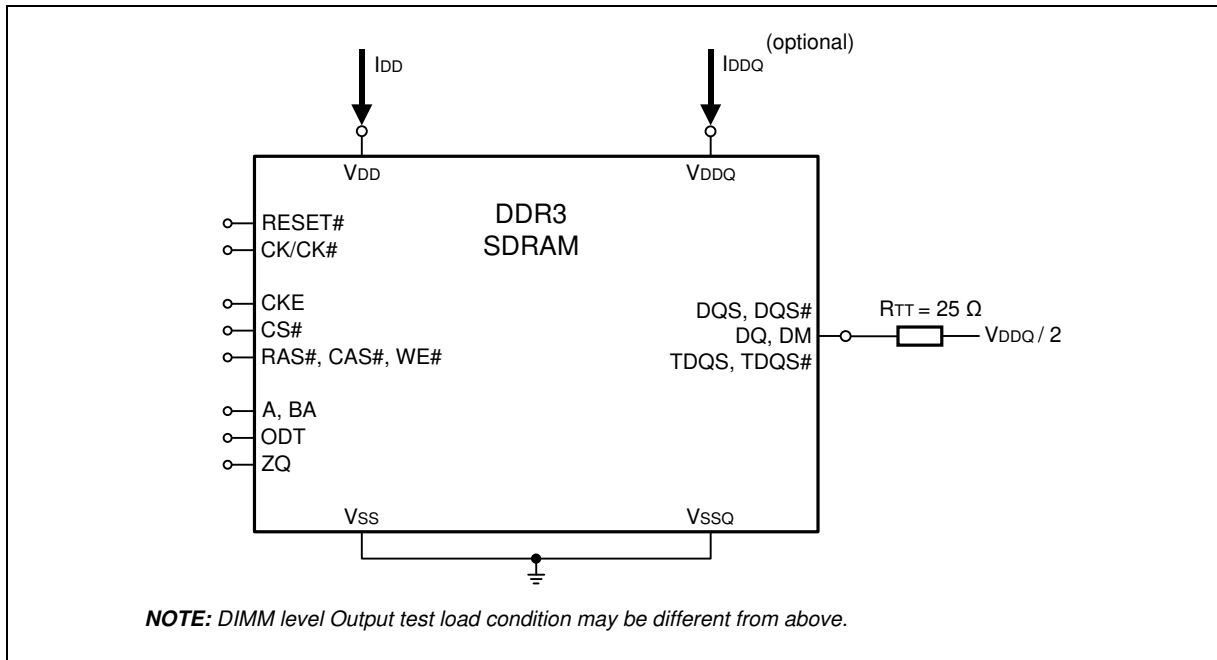 (optional)
IDD
IDDQ
VDD
VDDQ
DDR3
SDRAM
RESET#
CK/CK#
CKE
CS#
RAS#, CAS#, WE#
A, BA
ODT
ZQ
DQS, DQS#
DQ, DM
TDQS, TDQS#
RTT = 25 Ω
VDDQ / 2
VSS
VSSQ
NOTE: DIMM level Output test load condition may be different from above.